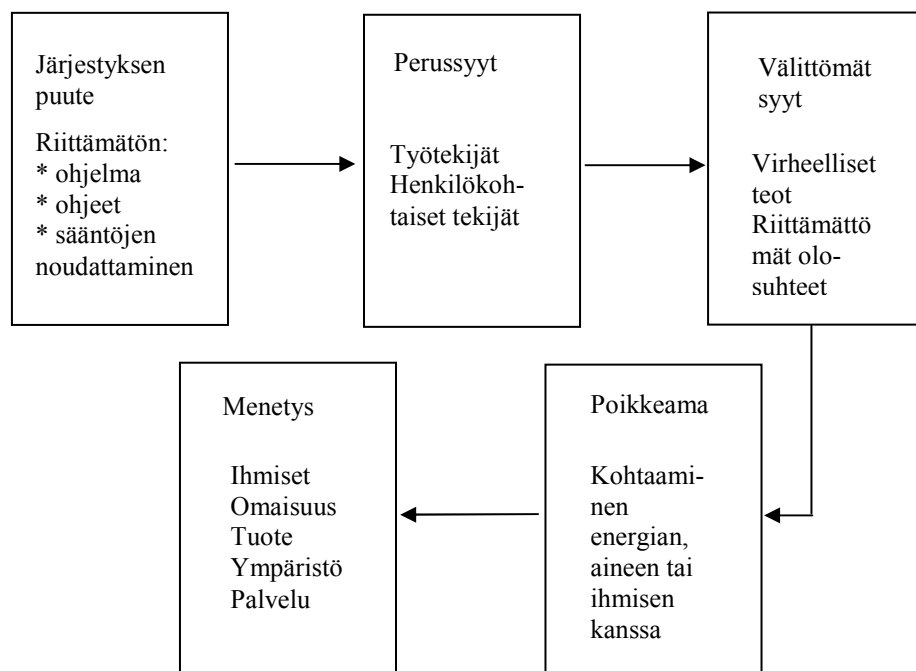 Järjestyksen
puute
Riittämätön:
* ohjelma
* ohjeet
* sääntöjen
noudattaminen
Perussyyt
Työtekijät
Henkilökoh-
taiset tekijät
Välittömät
syyt
Virheelliset
teot
Riittämättö
mät olo-
suhteet
Poikkeama
Kohtaami-
nen
energian,
aineen tai
ihmisen
kanssa
Menetys
Ihmiset
Omaisuus
Tuote
Ympäristö
Palvelu